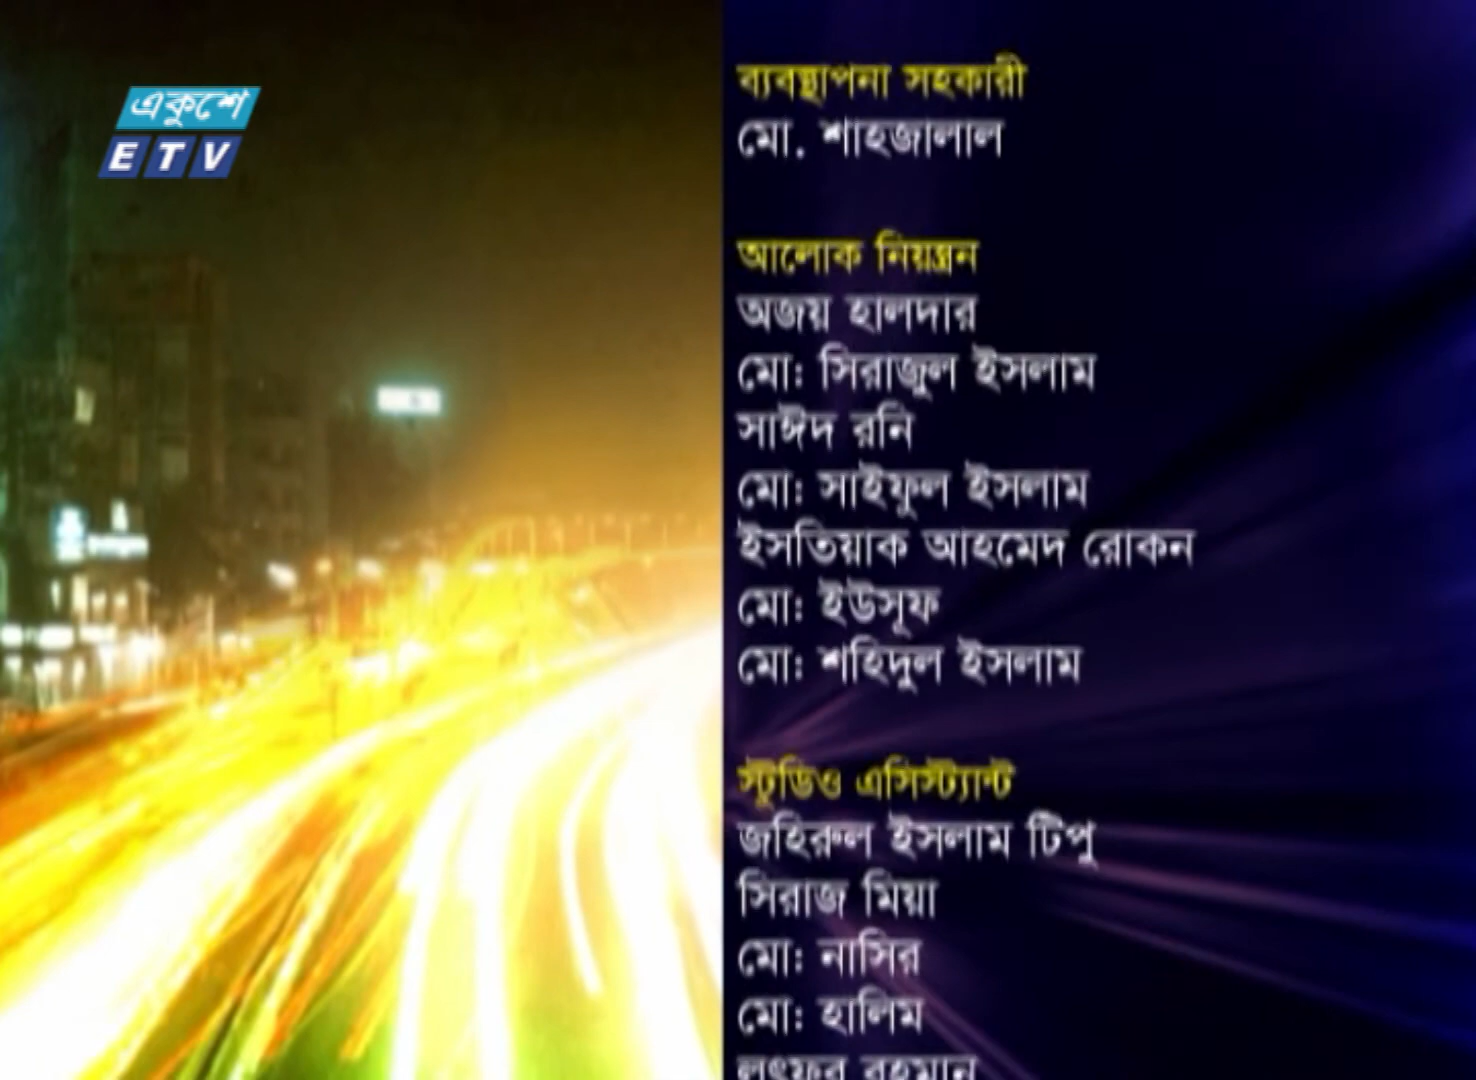 একুশে
ETV
ব্যবস্থাপনা সহকারী
মো. শাহজালাল
আলোক নিয়ন্ত্রন
অজয় হালদার
মো: সিরাজুল ইসলাম
সাঈদ রনি
মো: সাইফুল ইসলাম
ইসতিয়াক আহমেদ রোকন
মো: ইউসূফ
মো: শহিদুল ইসলাম
স্টুডিও এসিস্ট্যান্ট
জহিরুল ইসলাম টিপু
সিরাজ মিয়া
মো: নাসির
মো: হালিম
রহমান